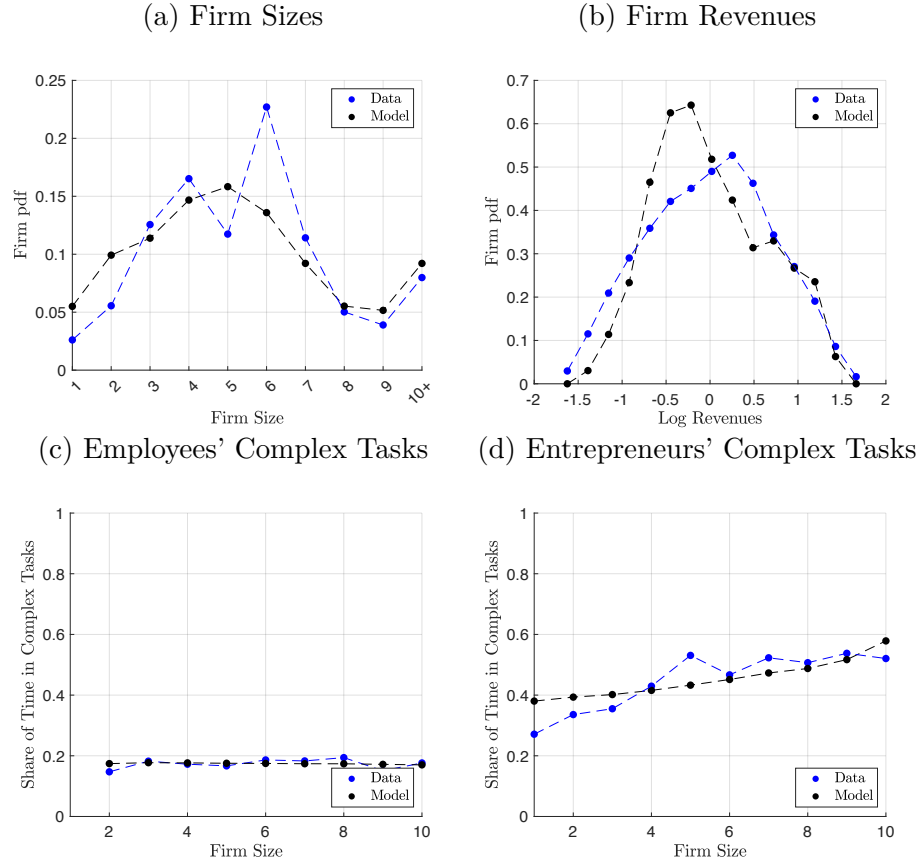 (a) Firm Sizes
Firm pdf
0.25
0.2
0.15
0.1
0.05
0
Data
Model
1
2
3
4
5
6
7
8
9
10+
Firm Size
(b) Firm Revenues
Firm pdf
0.7
0.6
0.5
0.4
0.3
0.2
0.1
0
Data
Model
-2
-1.5
-1
-0.5
0
0.5
1
1.5
2
Log Revenues
(c) Employees' Complex Tasks
Share of Time in Complex Tasks
1
0.8
0.6
0.4
0.2
0
Data
Model
2
4
6
8
10
Firm Size
(d) Entrepreneurs' Complex Tasks
Share of Time in Complex Tasks
1
0.8
0.6
0.4
0.2
0
Data
Model
2
4
6
8
10
Firm Size